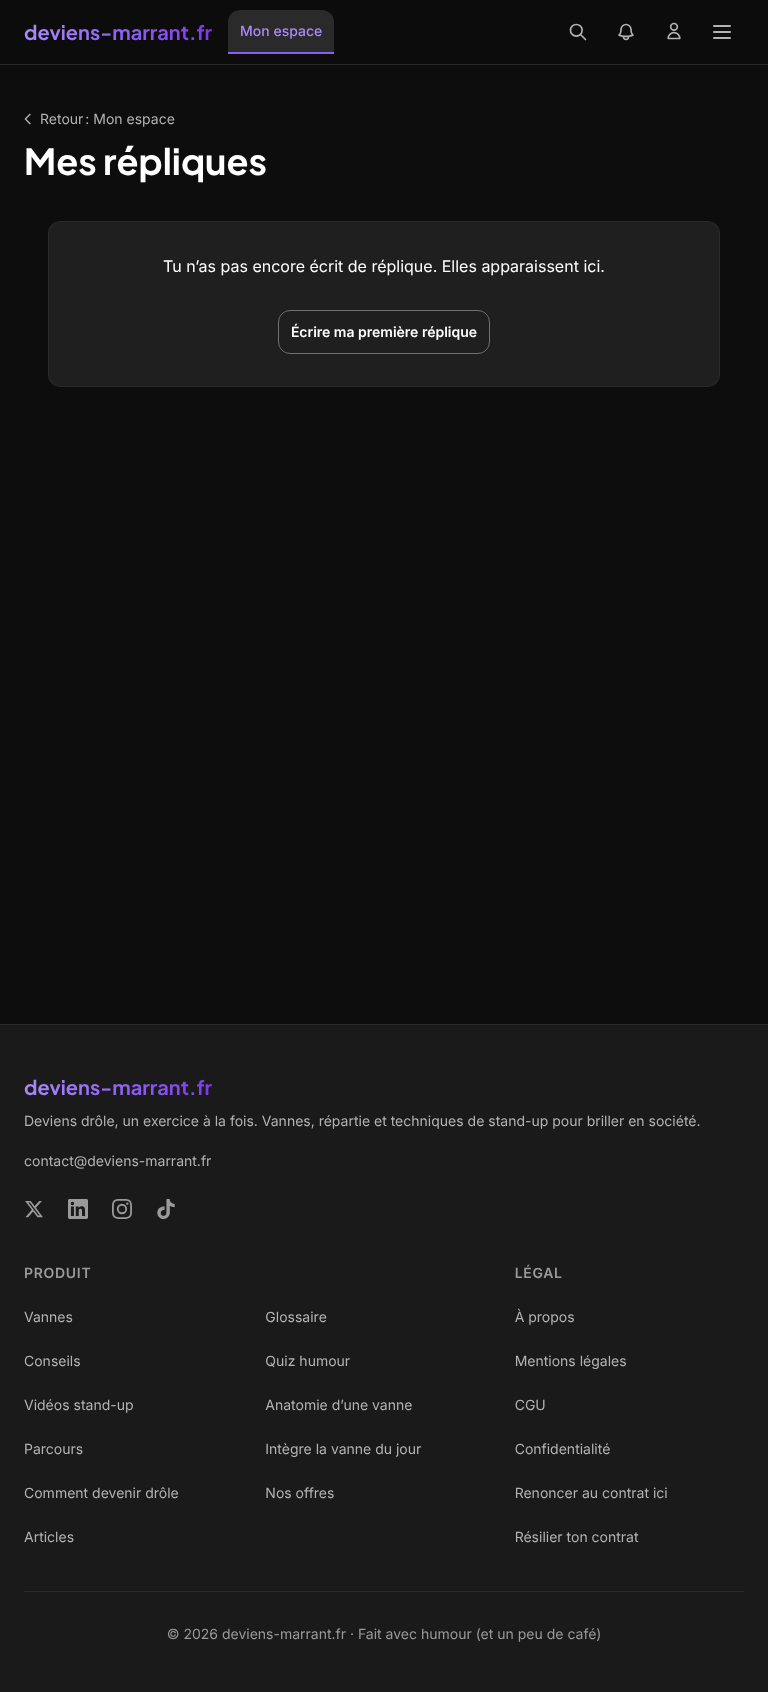 deviens-marrant.fr
Mon espace
Retour : Mon espace
Mes répliques
Tu n’as pas encore écrit de réplique. Elles apparaissent ici.
Écrire ma première réplique
deviens-marrant.fr
Deviens drôle, un exercice à la fois. Vannes, répartie et techniques de stand-up pour briller en société.
contact@deviens-marrant.fr
PRODUIT
Vannes
Conseils
Vidéos stand-up
Parcours
Comment devenir drôle
Articles
Glossaire
Quiz humour
Anatomie d’une vanne
Intègre la vanne du jour
Nos offres
LÉGAL
À propos
Mentions légales
CGU
Confidentialité
Renoncer au contrat ici
Résilier ton contrat
© 2026 deviens-marrant.fr · Fait avec humour (et un peu de café)